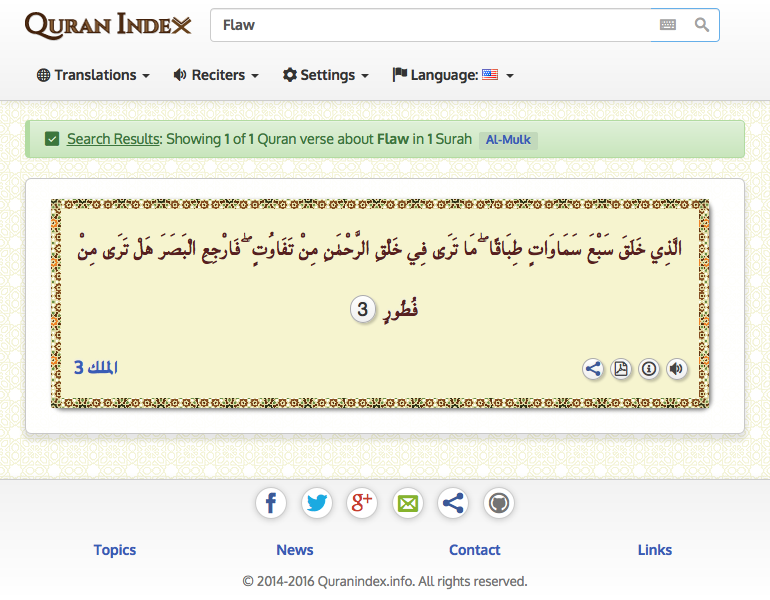 QURAN INDEX
Flaw
Translations
Reciters
Settings
Language:
Search Results: Showing 1 of 1 Quran verse about Flaw in 1 Surah Al-Mulk
الَّذِي خَلَقَ سَبْعَ سَمَاوَاتٍ طِبَاقًا ۖ مَا تَرَى فِي خَلْقِ الرَّحْمَٰنِ مِنْ تَفَاوُتٍ ۖ فَارْجِعِ الْبَصَرَ هَلْ تَرَى مِنْ
فُطُورٍ 3
الملك 3
Topics
News
Contact
Links
© 2014-2016 Quranindex.info. All rights reserved.